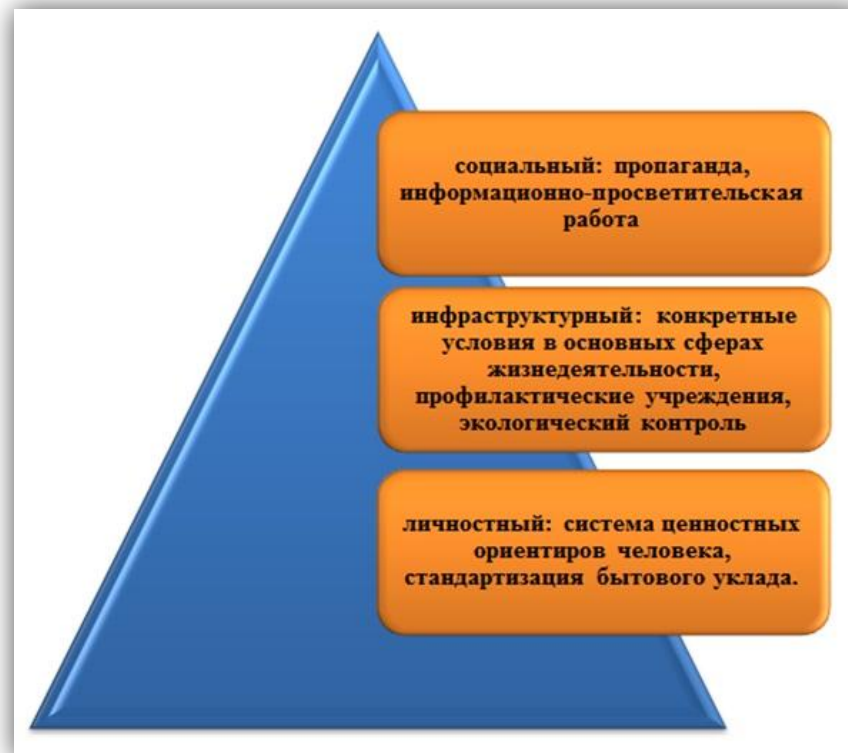 социальный: пропаганда,
информационно-просветительская
работа
инфраструктурный: конкретные
условия в основных сферах
жизнедеятельности,
профилактические учреждения,
экологический контроль
личностный: система ценностных
ориентиров человека,
стандартизация бытового уклада.